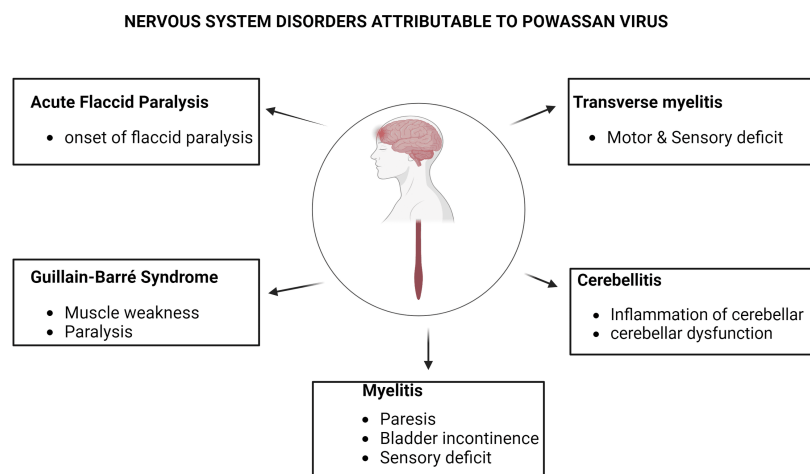 NERVOUS SYSTEM DISORDERS ATTRIBUTABLE TO POWASSAN VIRUS
Acute Flaccid Paralysis
• onset of flaccid paralysis
Transverse myelitis
• Motor & Sensory deficit
Guillain-Barré Syndrome
• Muscle weakness
• Paralysis
Cerebellitis
• Inflammation of cerebellar
• cerebellar dysfunction
Myelitis
• Paresis
• Bladder incontinence
• Sensory deficit